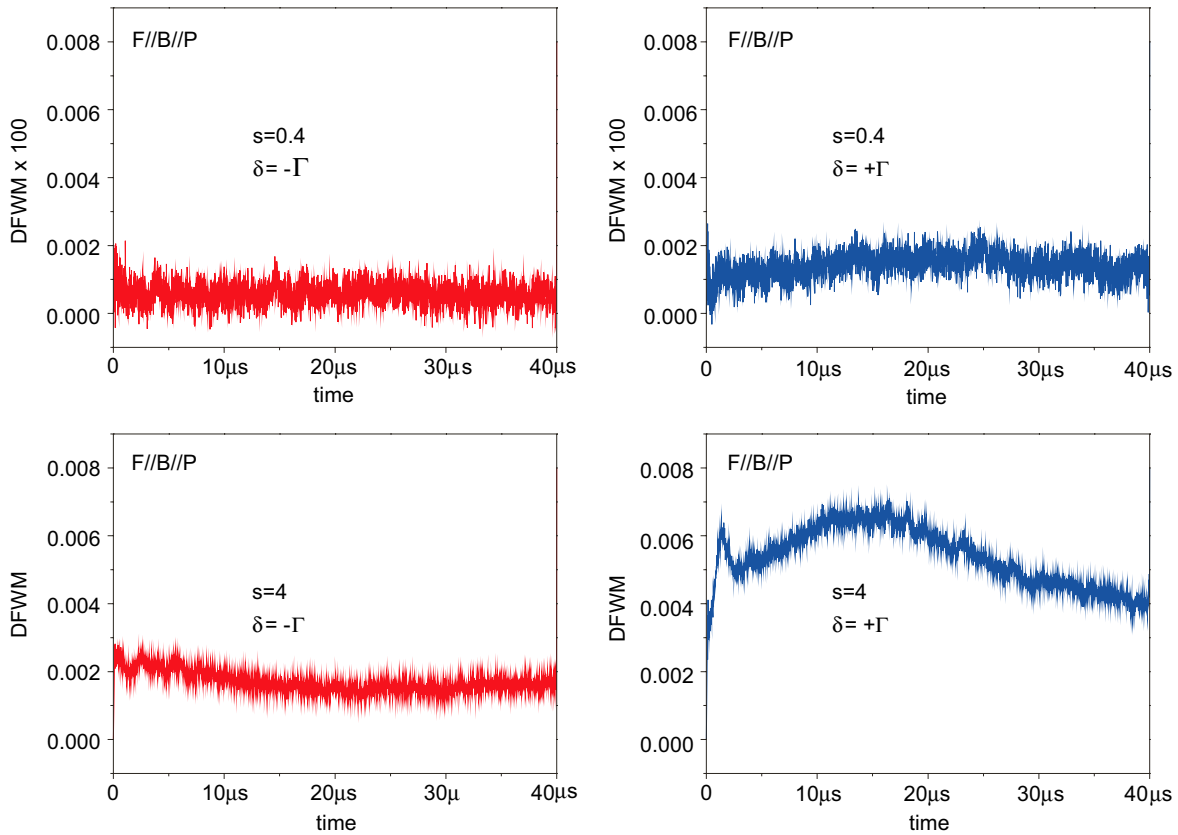 F//B//P
s=0.4
δ= -Γ
DFWM x 100
0.008
0.006
0.004
0.002
0.000
0
10µs
20µs
30µs
40µs
time
F//B//P
s=0.4
δ= +Γ
DFWM x 100
0.008
0.006
0.004
0.002
0.000
0
10µs
20µs
30µs
40µs
time
F//B//P
s=4
δ= -Γ
DFWM
0.008
0.006
0.004
0.002
0.000
0
10µs
20µs
30µ
40µs
time
F//B//P
s=4
δ= +Γ
DFWM
0.008
0.006
0.004
0.002
0.000
0
10µs
20µs
30µs
40µs
time